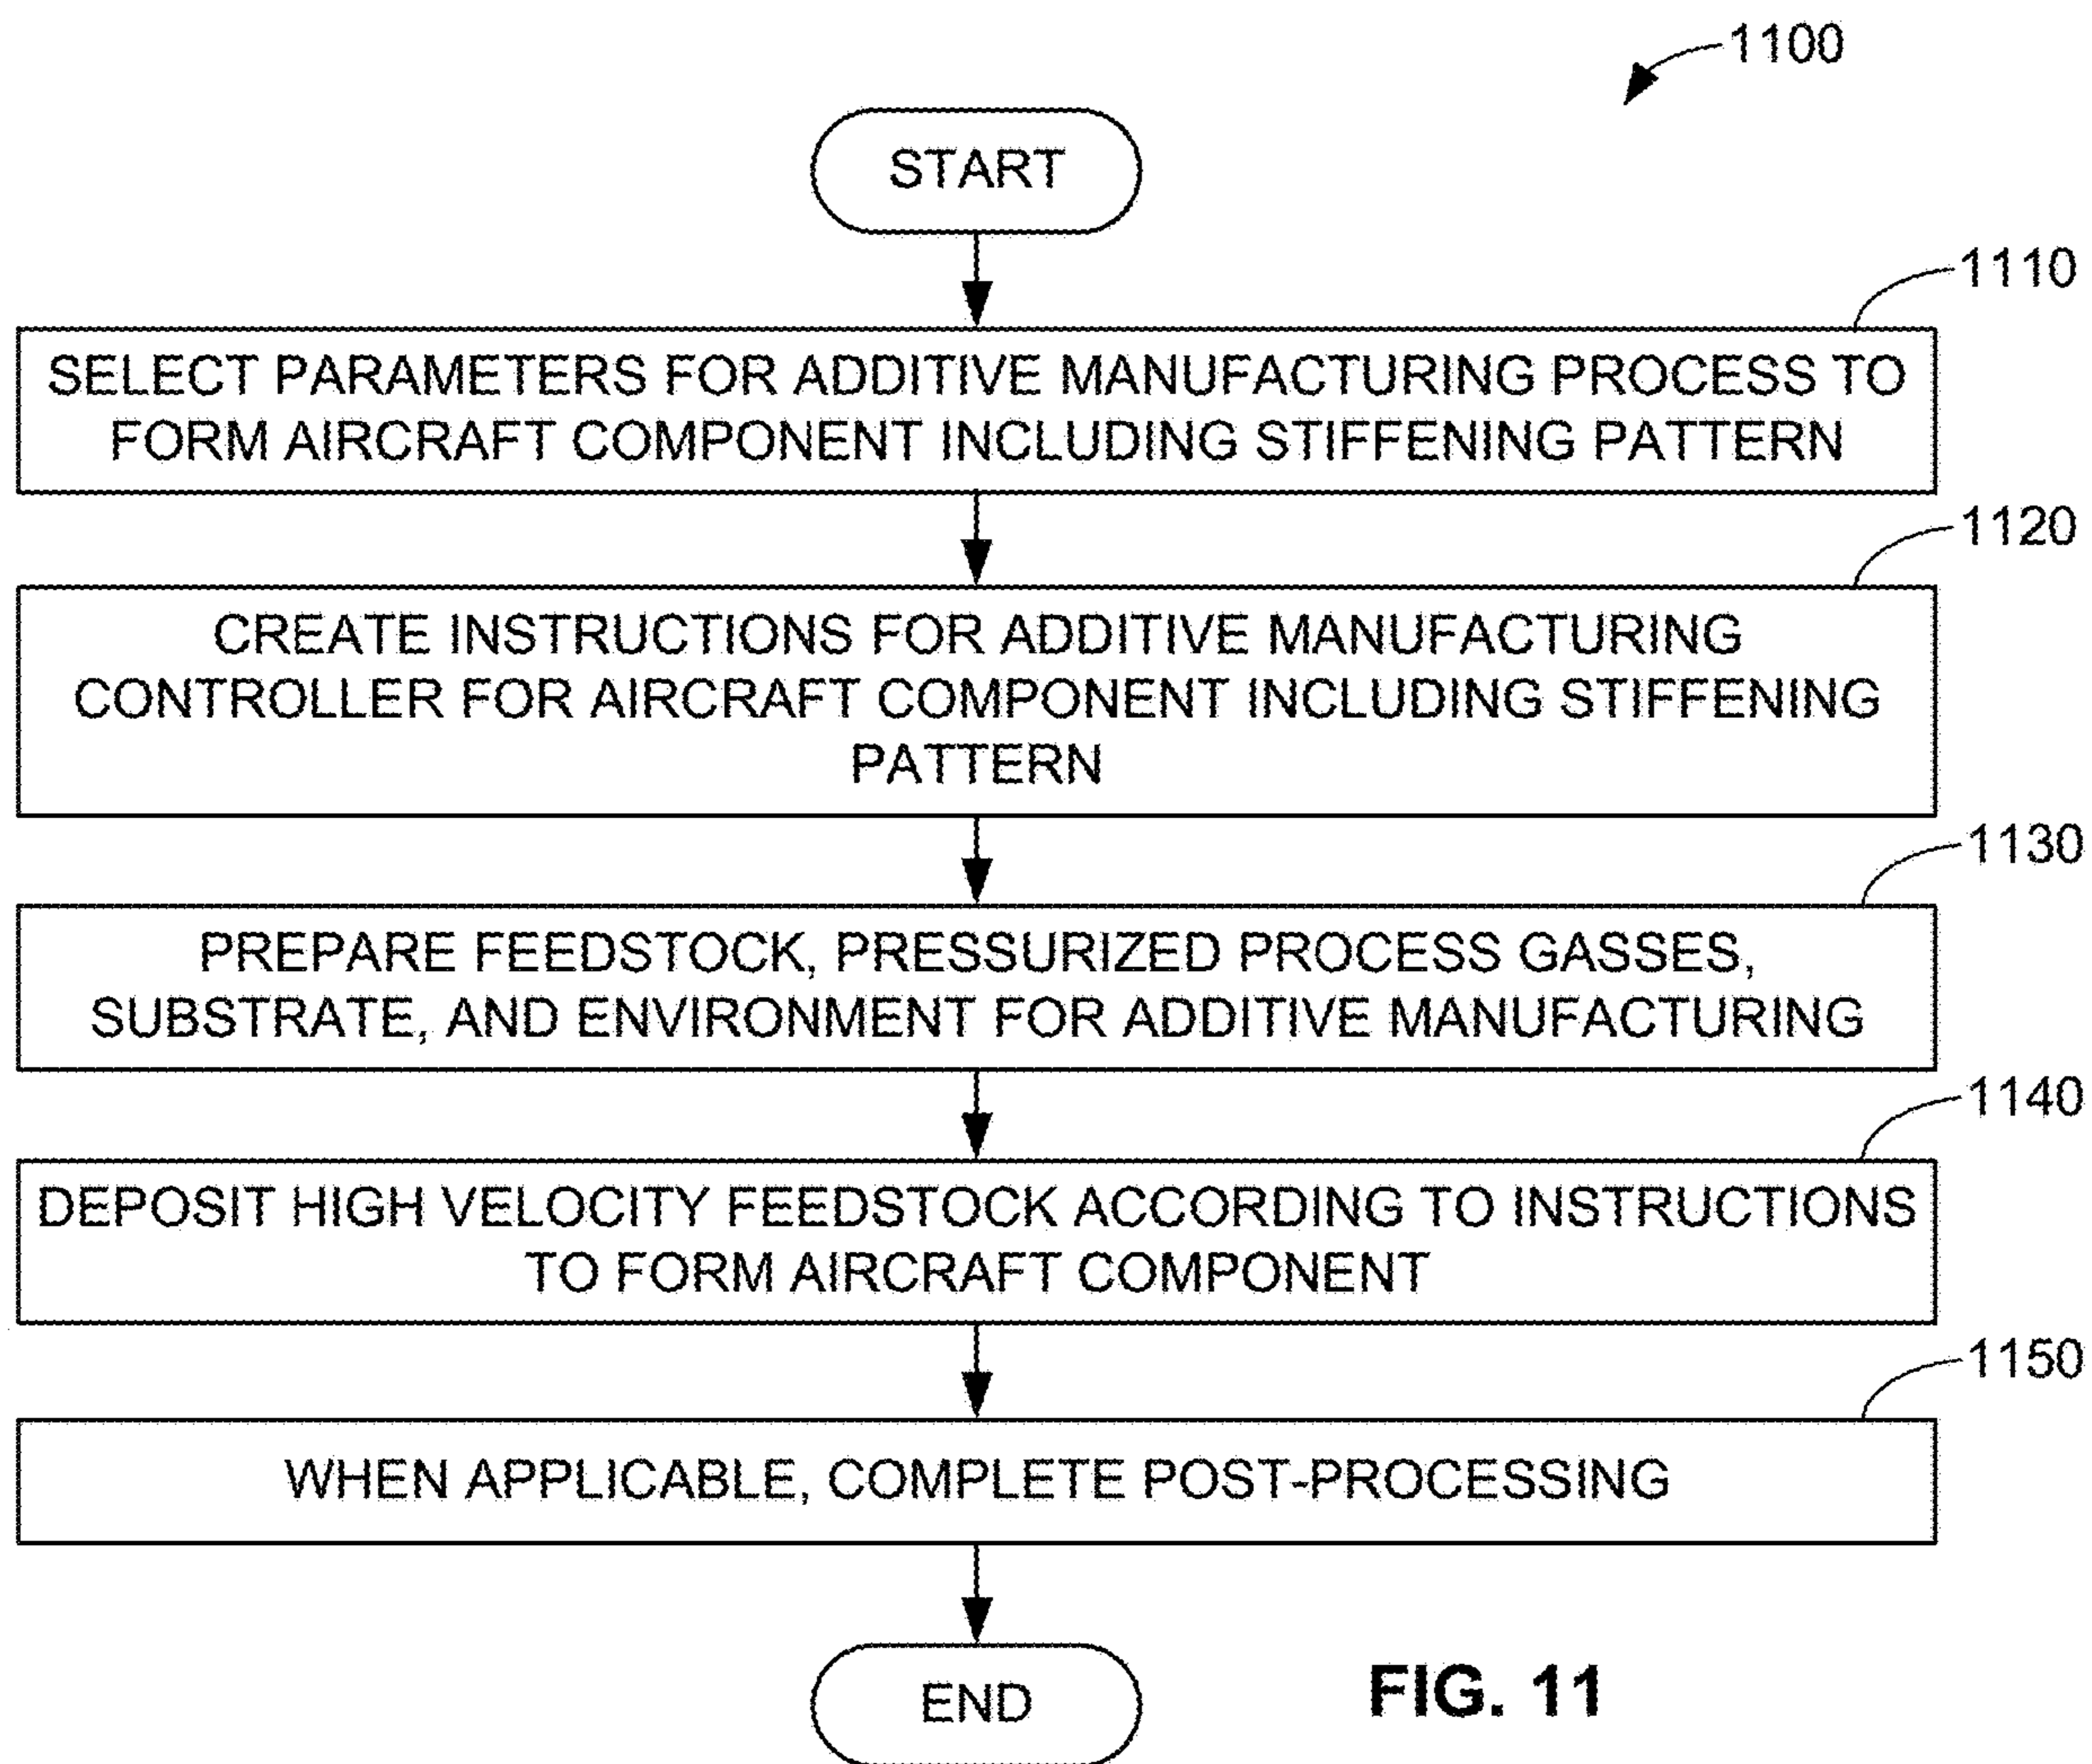 1100
START
1110
SELECT PARAMETERS FOR ADDITIVE MANUFACTURING PROCESS TO
FORM AIRCRAFT COMPONENT INCLUDING STIFFENING PATTERN
1120
CREATE INSTRUCTIONS FOR ADDITIVE MANUFACTURING
CONTROLLER FOR AIRCRAFT COMPONENT INCLUDING STIFFENING
PATTERN
1130
PREPARE FEEDSTOCK, PRESSURIZED PROCESS GASSES,
SUBSTRATE, AND ENVIRONMENT FOR ADDITIVE MANUFACTURING
1140
DEPOSIT HIGH VELOCITY FEEDSTOCK ACCORDING TO INSTRUCTIONS
TO FORM AIRCRAFT COMPONENT
1150
WHEN APPLICABLE, COMPLETE POST-PROCESSING
END
FIG. 11